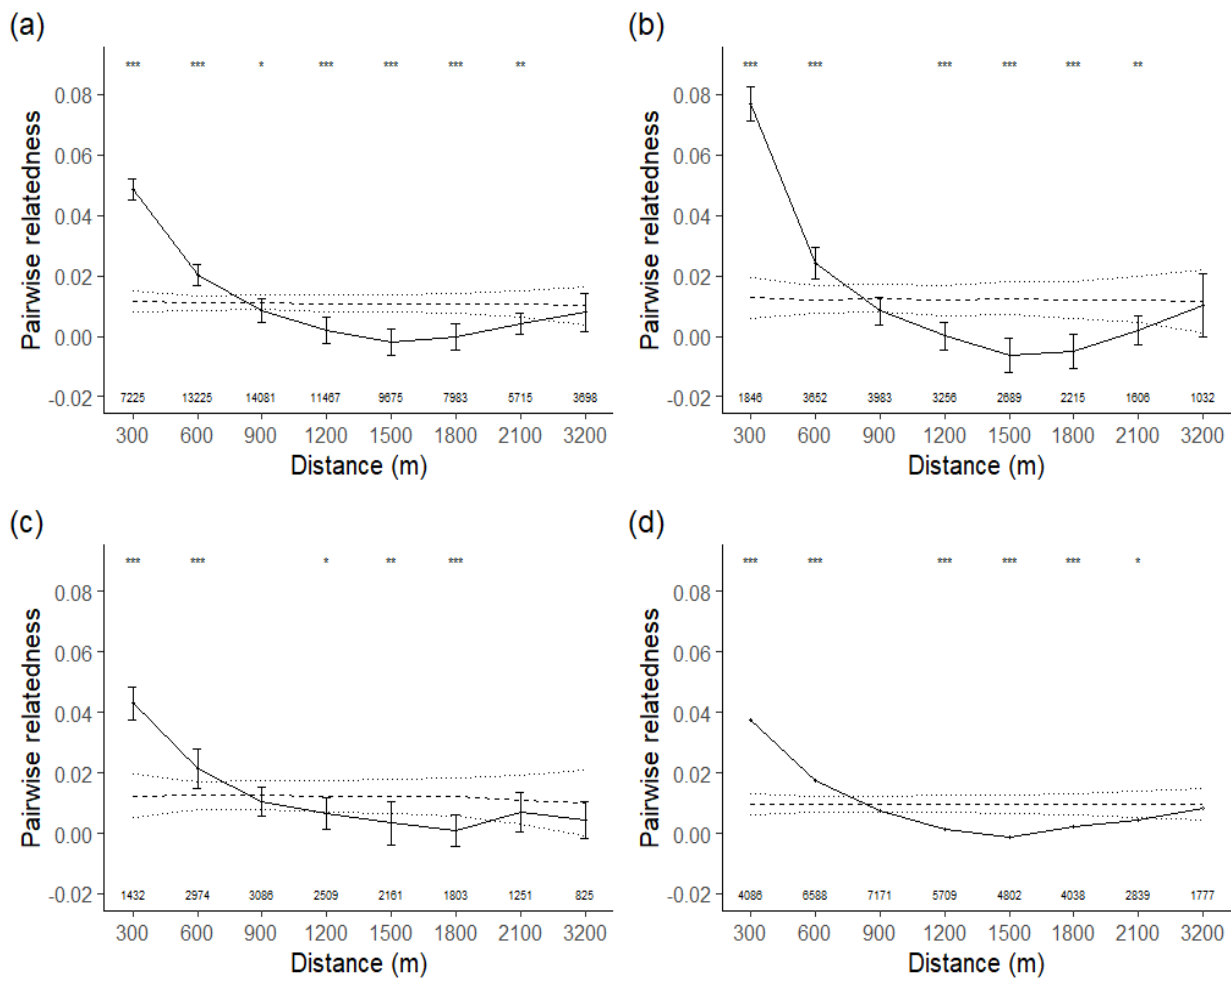 (a)
Pairwise relatedness
*** *** * *** *** *** **
0.08
0.06
0.04
0.02
0.00
-0.02
7225 13225 14081 11467 9675 7983 5715 3698
300 600 900 1200 1500 1800 2100 3200
Distance (m)
(b)
Pairwise relatedness
*** *** *** *** *** **
0.08
0.06
0.04
0.02
0.00
-0.02
1846 3652 3983 3256 2689 2215 1606 1032
300 600 900 1200 1500 1800 2100 3200
Distance (m)
(c)
Pairwise relatedness
*** *** * ** ***
0.08
0.06
0.04
0.02
0.00
-0.02
1432 2974 3086 2509 2161 1803 1251 825
300 600 900 1200 1500 1800 2100 3200
Distance (m)
(d)
Pairwise relatedness
*** *** *** *** *** *
0.08
0.06
0.04
0.02
0.00
-0.02
4086 6588 7171 5709 4802 4038 2839 1777
300 600 900 1200 1500 1800 2100 3200
Distance (m)